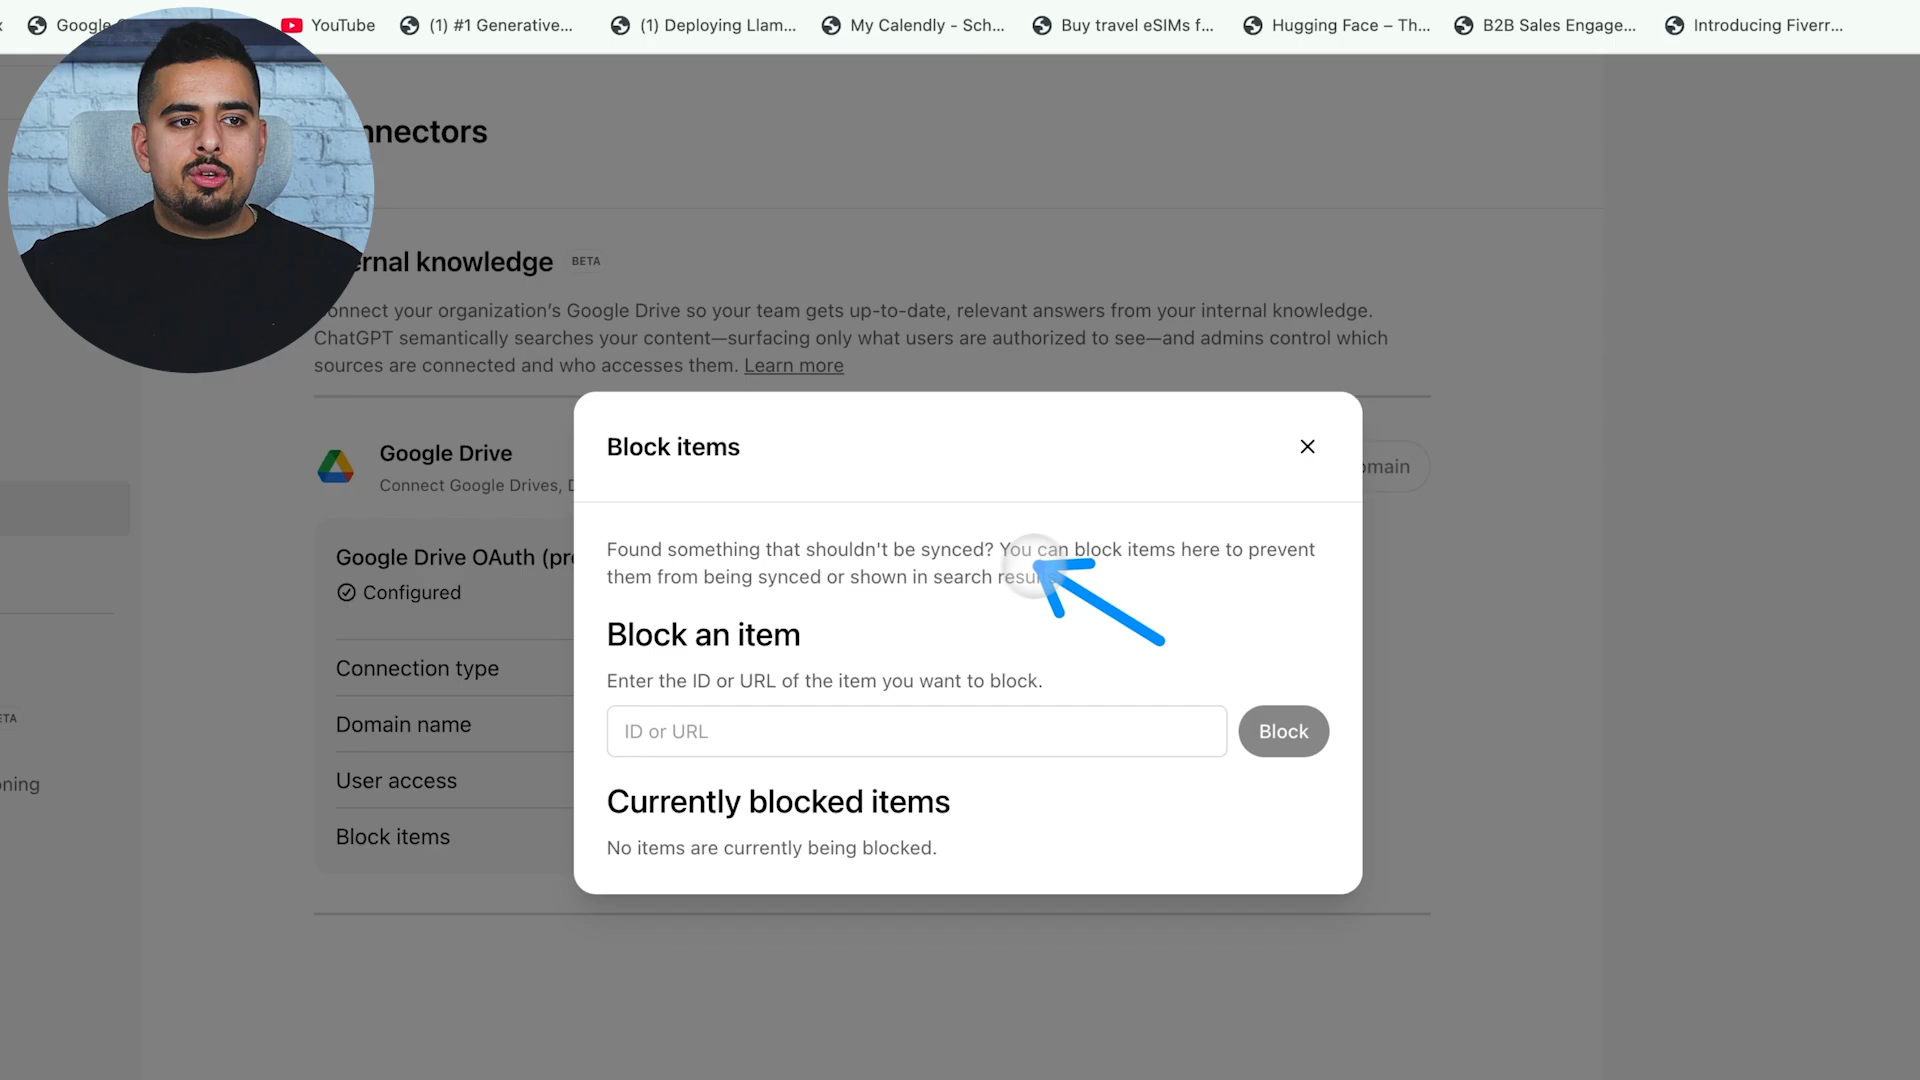 Google
YouTube
(1) #1 Generative...
(1) Deploying Llam...
My Calendly - Sch...
Buy travel eSIMs f...
Hugging Face – Th...
B2B Sales Engage...
Introducing Fiverr...
nnectors
ernal knowledge BETA
onnect your organization's Google Drive so your team gets up-to-date, relevant answers from your internal knowledge.
ChatGPT semantically searches your content—surfacing only what users are authorized to see—and admins control which
sources are connected and who accesses them. Learn more
Google Drive
Connect Google Drives, D
omain
Google Drive OAuth (pre
Configured
Connection type
Domain name
User access
Block items
ETA
oning
Block items
Found something that shouldn't be synced? You can block items here to prevent
them from being synced or shown in search results
Block an item
Enter the ID or URL of the item you want to block.
ID or URL
Block
Currently blocked items
No items are currently being blocked.